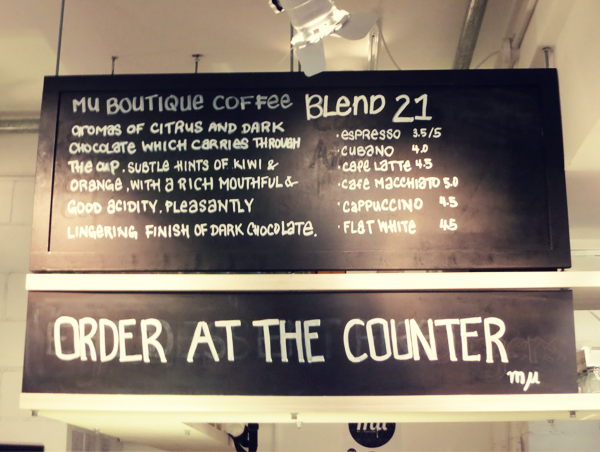 MU BOUTIQUE COFFEE BLEND 21
AROMAS OF CITRUS AND DARK
CHOCOLATE WHICH CARRIES THROUGH
THE CUP. SUBTLE HINTS OF KIWI &
ORANGE, WITH A RICH MOUTHFUL &
GOOD ACIDITY. PLEASANTLY
LINGERING FINISH OF DARK CHOCOLATE.
· ESPRESSO 3.5/5
· CUBANO 4.0
· CAFE LATTE 4.5
· CAFE MACCHIATO 5.0
· CAPPUCCINO 4.5
· FLAT WHITE 4.5
ORDER AT THE COUNTER
mμ